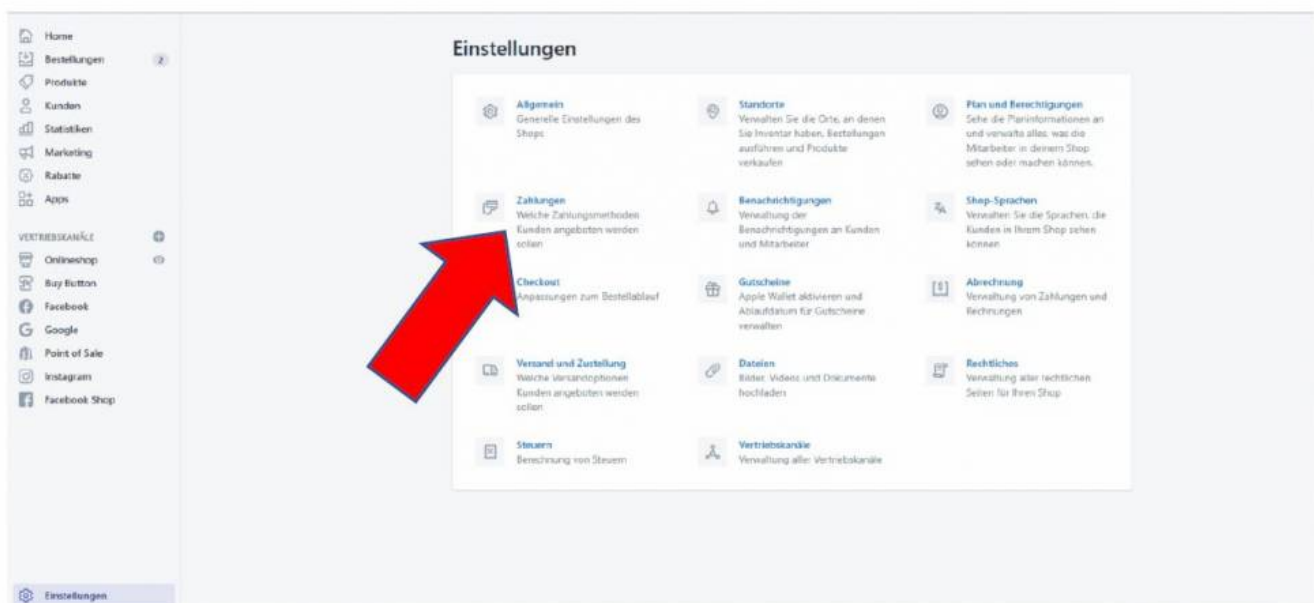 Home
Bestellungen 2
Produkte
Kunden
Statistiken
Marketing
Rabatte
Apps
VERTRIEBSKANÄLE
Onlineshop
Buy Button
Facebook
Google
Point of Sale
Instagram
Facebook Shop
Einstellungen
Einstellungen
Allgemein
Generelle Einstellungen des
Shops
Standorte
Verwalten Sie die Orte, an denen
Sie Inventar haben, Bestellungen
ausführen und Produkte
verkaufen
Plan und Berechtigungen
Sehe die Planinformationen an
und verwalte alles, was die
Mitarbeiter in deinem Shop
sehen oder machen können.
Zahlungen
Welche Zahlungsmethoden
Kunden angeboten werden
sollen
Benachrichtigungen
Verwaltung der
Benachrichtigungen an Kunden
und Mitarbeiter
Shop-Sprachen
Verwalten Sie die Sprachen, die
Kunden in Ihrem Shop sehen
können
Checkout
Anpassungen zum Bestellablauf
Gutscheine
Apple Wallet aktivieren und
Ablaufdatum für Gutscheine
verwalten
Abrechnung
Verwaltung von Zahlungen und
Rechnungen
Versand und Zustellung
Welche Versandoptionen
Kunden angeboten werden
sollen
Dateien
Bilder, Videos und Dokumente
hochladen
Rechtliches
Verwaltung aller rechtlichen
Seiten für Ihren Shop
Steuern
Berechnung von Steuern
Vertriebskanäle
Verwaltung aller Vertriebskanäle